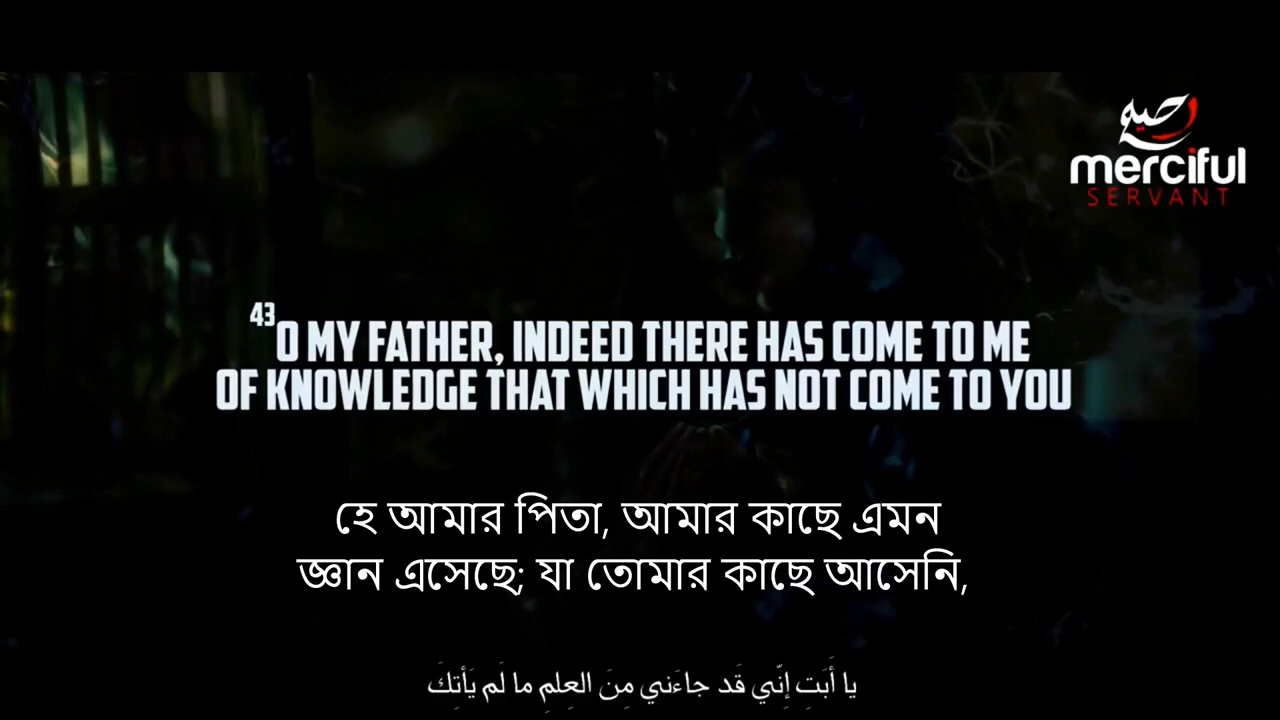 رحيم
merciful
SERVANT
43 O MY FATHER, INDEED THERE HAS COME TO ME
OF KNOWLEDGE THAT WHICH HAS NOT COME TO YOU
হে আমার পিতা, আমার কাছে এমন
জ্ঞান এসেছে; যা তোমার কাছে আসেনি,
يا أَبَتِ إِنّي قَد جاءَني مِنَ العِلمِ ما لَم يَأتِكَ